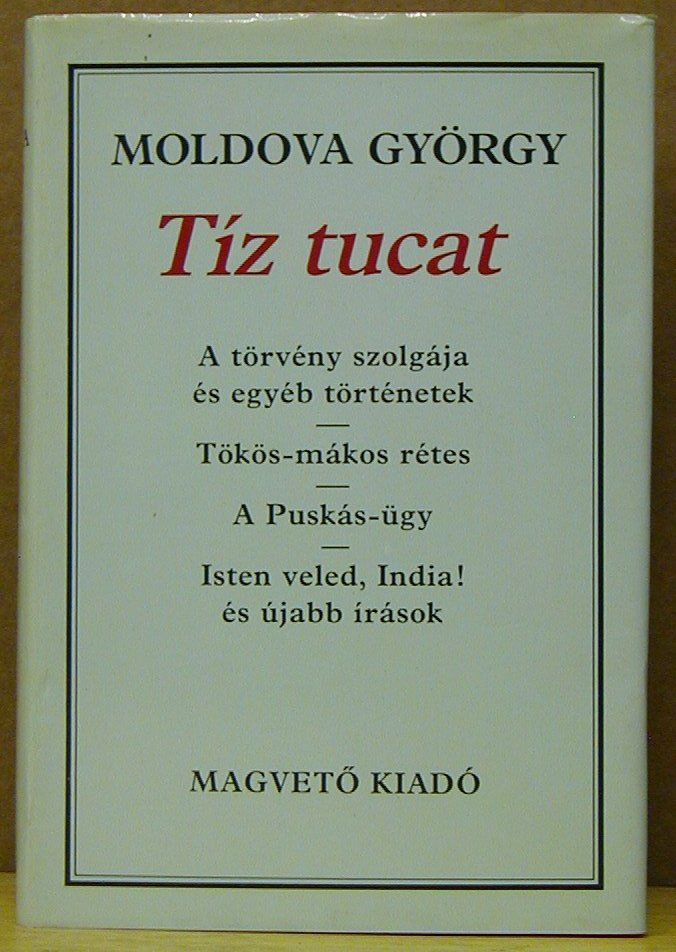 MOLDOVA GYÖRGY
Tíz tucat
A törvény szolgája
és egyéb történetek
Tökös-mákos rétes
A Puskás-ügy
Isten veled, India!
és újabb írások
MAGVETŐ KIADÓ